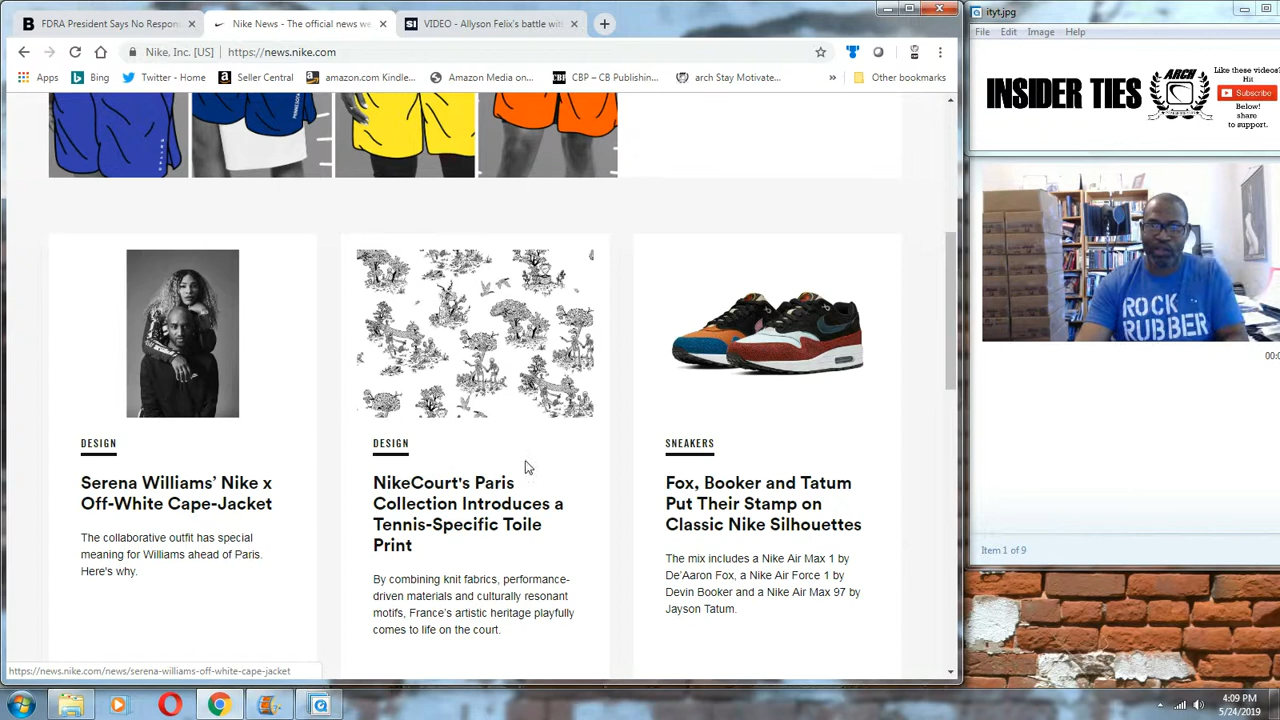 FDRA President Says No Respon
Nike News - The official news we
SI
VIDEO - Allyson Felix's battle with
Nike, Inc. [US]
https://news.nike.com
Apps
Bing
Twitter - Home
Seller Central
amazon.com Kindle...
Amazon Media on...
CBP – CB Publishin...
arch Stay Motivate...
»
Other bookmarks
DESIGN
Serena Williams’ Nike x
Off-White Cape-Jacket
The collaborative outfit has special
meaning for Williams ahead of Paris.
Here's why.
DESIGN
NikeCourt's Paris
Collection Introduces a
Tennis-Specific Toile
Print
By combining knit fabrics, performance-
driven materials and culturally resonant
motifs, France’s artistic heritage playfully
comes to life on the court.
SNEAKERS
Fox, Booker and Tatum
Put Their Stamp on
Classic Nike Silhouettes
The mix includes a Nike Air Max 1 by
De’Aaron Fox, a Nike Air Force 1 by
Devin Booker and a Nike Air Max 97 by
Jayson Tatum.
https://news.nike.com/news/serena-williams-off-white-cape-jacket
ityt.jpg
File Edit Image Help
INSIDER TIES
ARCH
Like these videos?
Hit
Subscribe
Below!
share
to support.
ROCK
RUBBER
00:0
Item 1 of 9
4:09 PM
5/24/2019